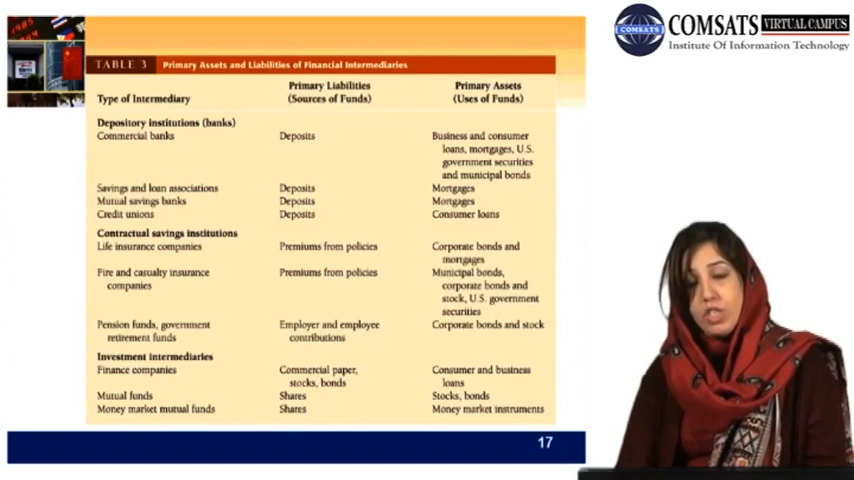 COMSATS VIRTUAL CAMPUS
Institute Of Information Technology
TABLE 3 Primary Assets and Liabilities of Financial Intermediaries
Type of Intermediary Primary Liabilities (Sources of Funds) Primary Assets (Uses of Funds)
Depository institutions (banks)
Commercial banks Deposits Business and consumer
loans, mortgages, U.S.
government securities
and municipal bonds
Savings and loan associations Deposits Mortgages
Mutual savings banks Deposits Mortgages
Credit unions Deposits Consumer loans
Contractual savings institutions
Life insurance companies Premiums from policies Corporate bonds and
mortgages
Fire and casualty insurance Premiums from policies Municipal bonds,
companies corporate bonds and
stock, U.S. government
securities
Pension funds, government Employer and employee Corporate bonds and stock
retirement funds contributions
Investment intermediaries
Finance companies Commercial paper, Consumer and business
stocks, bonds loans
Mutual funds Shares Stocks, bonds
Money market mutual funds Shares Money market instruments
17